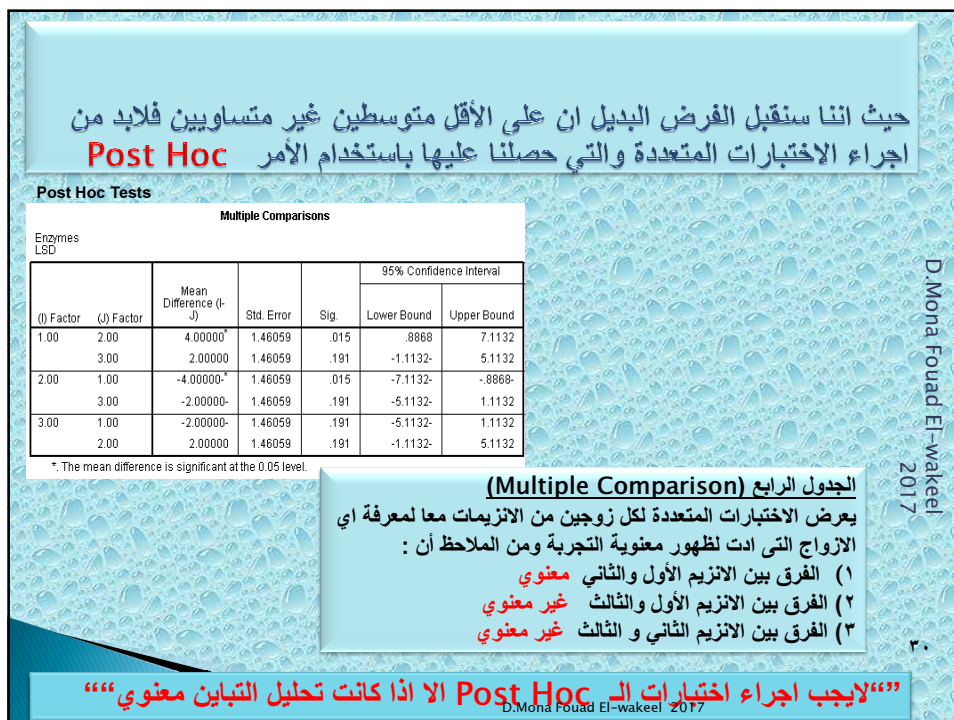 حيث اننا سنقبل الفرض البديل ان على الأقل متوسطين غير متساويين فلابد من
اجراء الاختبارات المتعددة والتي حصلنا عليها باستخدام الأمر Post Hoc
Post Hoc Tests
Multiple Comparisons
Enzymes
LSD
(I) Factor (J) Factor Mean Difference (I-J) Std. Error Sig. 95% Confidence Interval
Lower Bound Upper Bound
1.00 2.00 4.00000* 1.46059 .015 .8868 7.1132
3.00 2.00000 1.46059 .191 -1.1132- 5.1132
2.00 1.00 -4.00000-* 1.46059 .015 -7.1132- -.8868-
3.00 -2.00000- 1.46059 .191 -5.1132- 1.1132
3.00 1.00 -2.00000- 1.46059 .191 -5.1132- 1.1132
2.00 2.00000 1.46059 .191 -1.1132- 5.1132
*. The mean difference is significant at the 0.05 level.
الجدول الرابع (Multiple Comparison)
يعرض الاختبارات المتعددة لكل زوجين من الانزيمات معا لمعرفة اي
الازواج التى ادت لظهور معنوية التجربة ومن الملاحظ أن :
١) الفرق بين الانزيم الأول والثاني معنوي
٢) الفرق بين الانزيم الأول والثالث غير معنوي
٣) الفرق بين الانزيم الثاني و الثالث غير معنوي
D.Mona Fouad El-wakeel
2017
٣٠
”“لايجب اجراء اختبارات الـ Post Hoc الا اذا كانت تحليل التباين معنوي““
D.Mona Fouad El-wakeel 2017